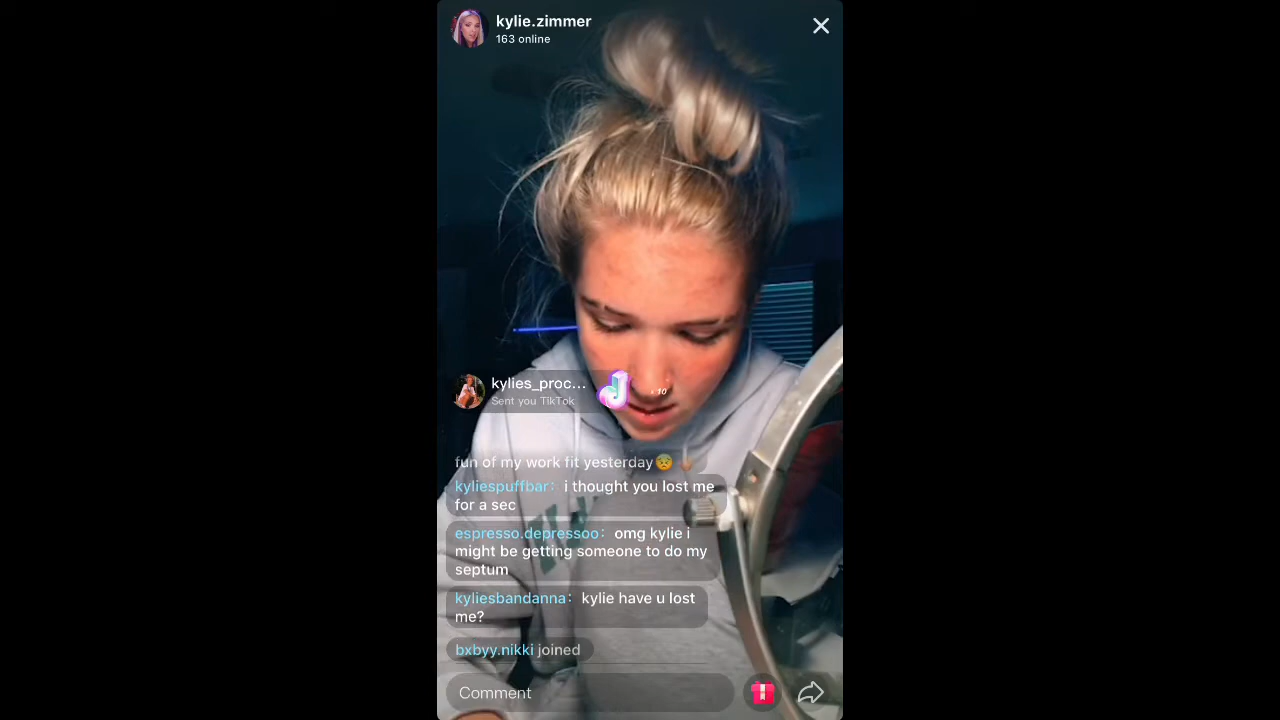 kylie.zimmer
163 online
kylies_proc...
Sent you TikTok
x 10
fun of my work fit yesterday😰
kyliespuffbar: i thought you lost me
for a sec
espresso.depressoo: omg kylie i
might be getting someone to do my
septum
kyliesbandanna: kylie have u lost
me?
bxbyy.nikki joined
Comment